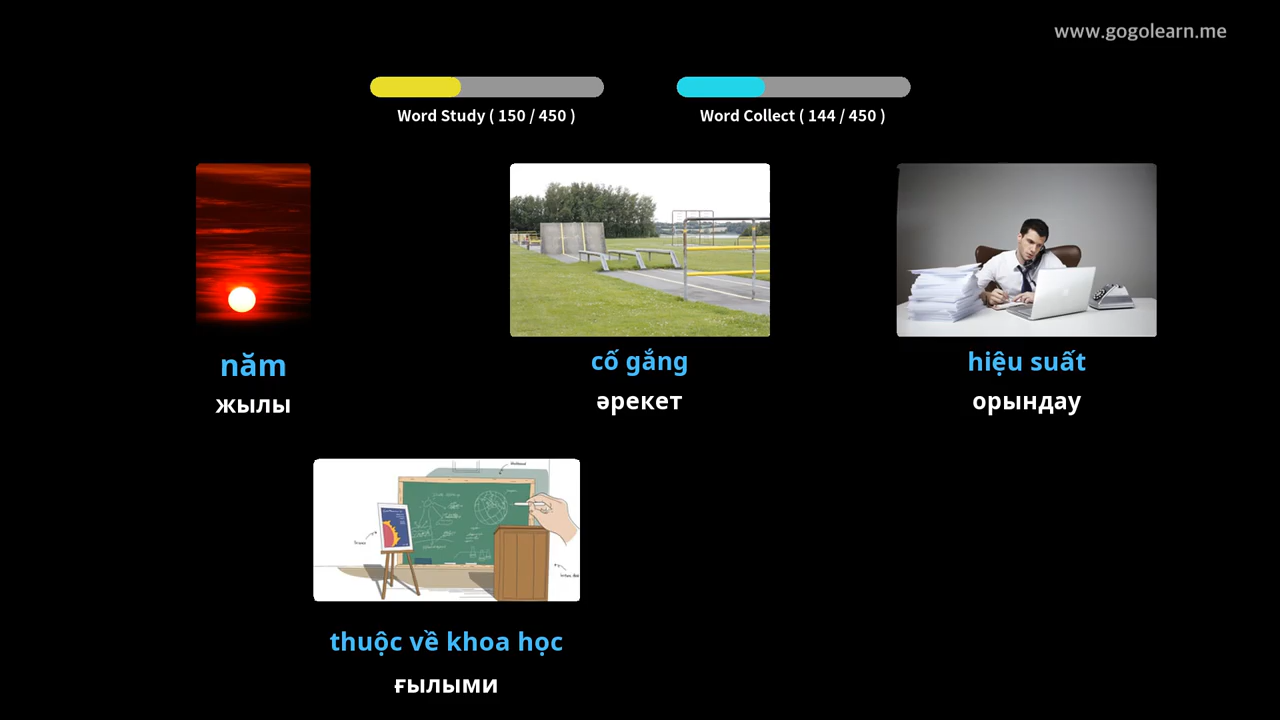 www.gogolearn.me
Word Study ( 150 / 450 )
Word Collect ( 144 / 450 )
năm
жылы
cố gắng
әрекет
hiệu suất
орындау
thuộc về khoa học
ғылыми